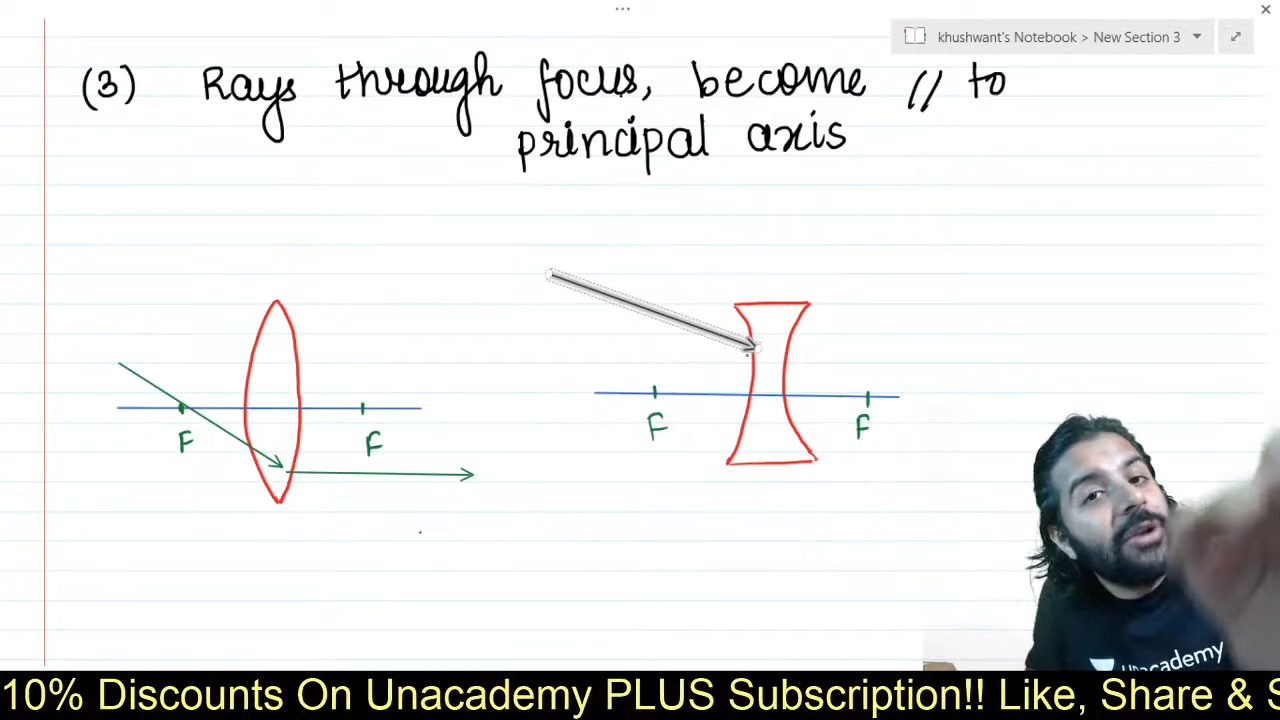 khushwant's Notebook > New Section 3
(3) Rays through focus, become // to
principal axis
F
F
F
F
Unacademy
10% Discounts On Unacademy PLUS Subscription!! Like, Share & S